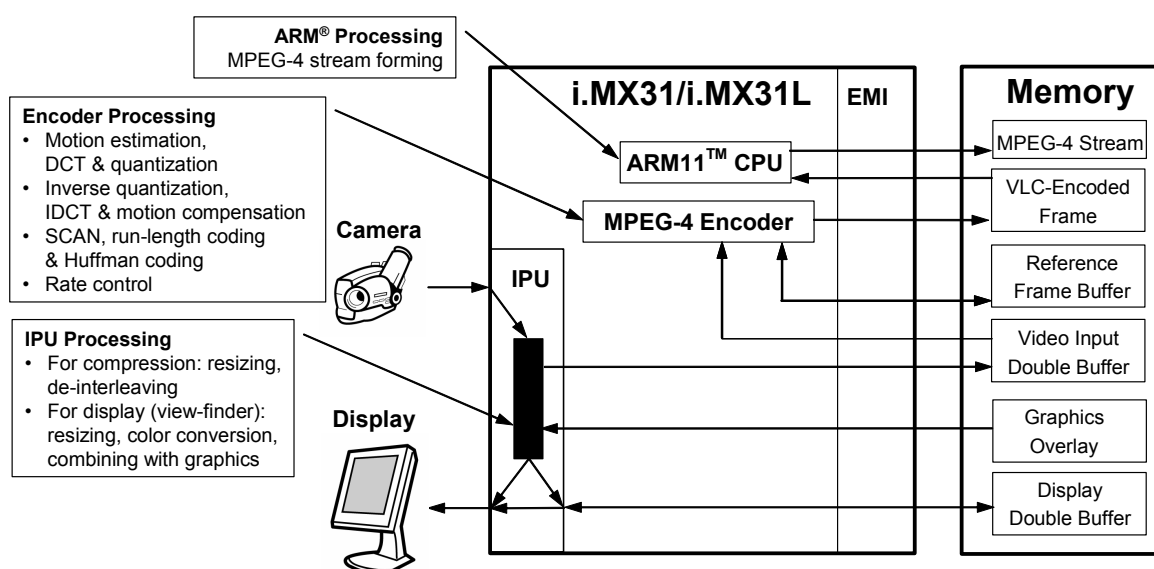 ARM® Processing
MPEG-4 stream forming
Encoder Processing
• Motion estimation,
DCT & quantization
• Inverse quantization,
IDCT & motion compensation
• SCAN, run-length coding
& Huffman coding
• Rate control
IPU Processing
• For compression: resizing,
de-interleaving
• For display (view-finder):
resizing, color conversion,
combining with graphics
Camera
Display
i.MX31/i.MX31L
EMI
ARM11™ CPU
MPEG-4 Encoder
IPU
Memory
MPEG-4 Stream
VLC-Encoded
Frame
Reference
Frame Buffer
Video Input
Double Buffer
Graphics
Overlay
Display
Double Buffer